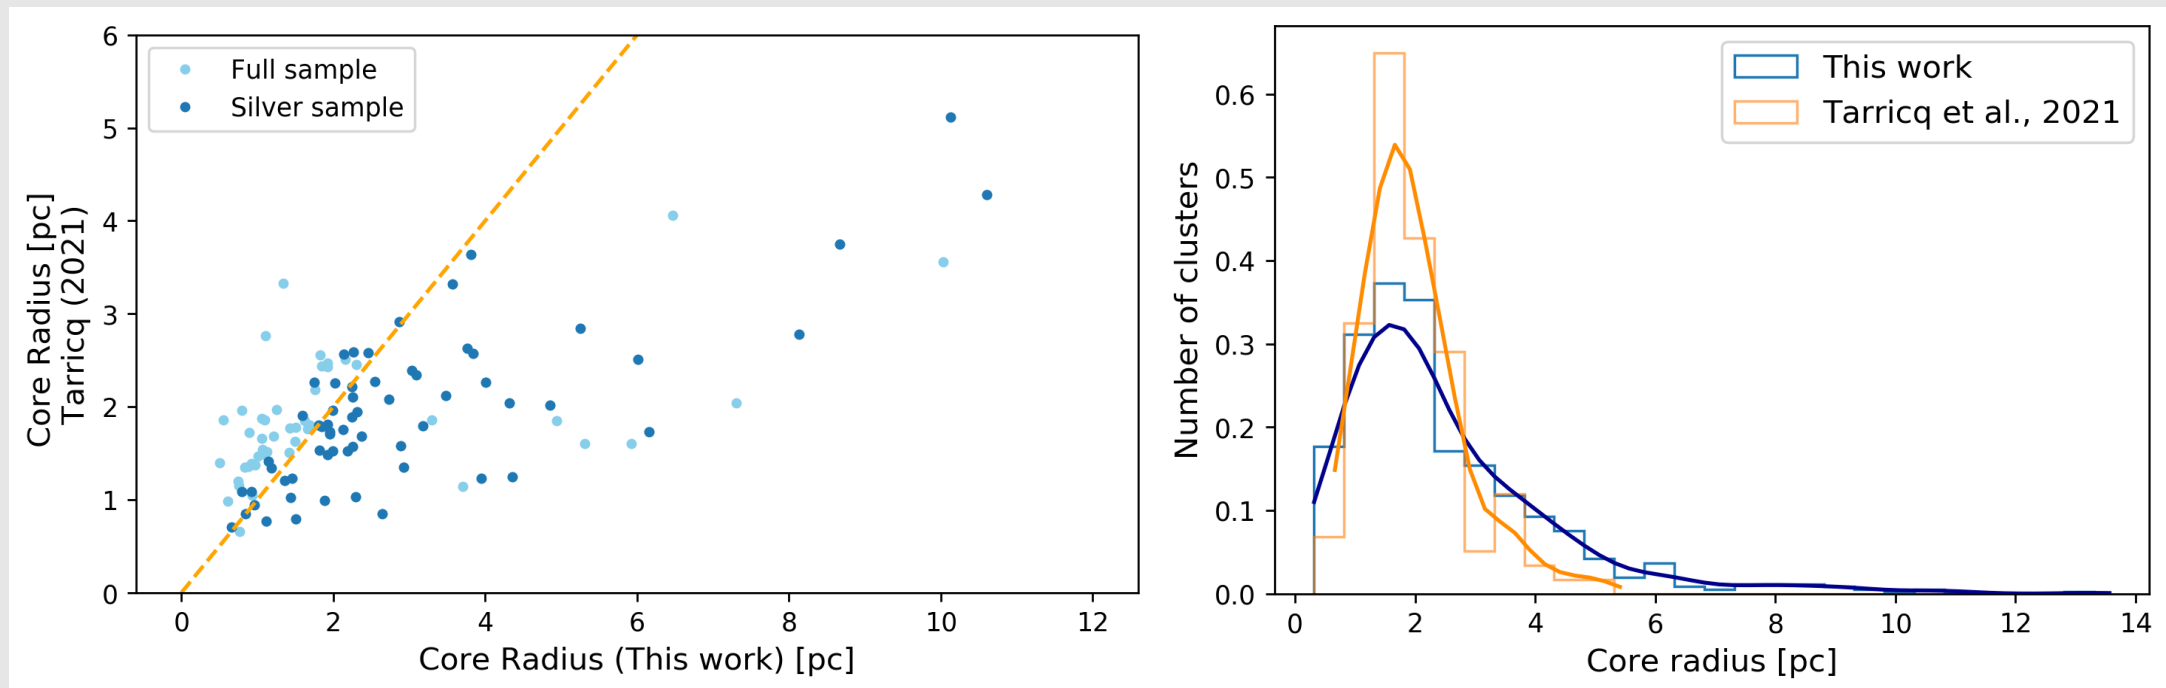 Full sample
Silver sample
6
5
4
3
2
1
0
Core Radius [pc]
Tarricq (2021)
0 2 4 6 8 10 12
Core Radius (This work) [pc]
This work
Tarricq et al., 2021
0.6
0.5
0.4
0.3
0.2
0.1
0.0
Number of clusters
0 2 4 6 8 10 12 14
Core radius [pc]